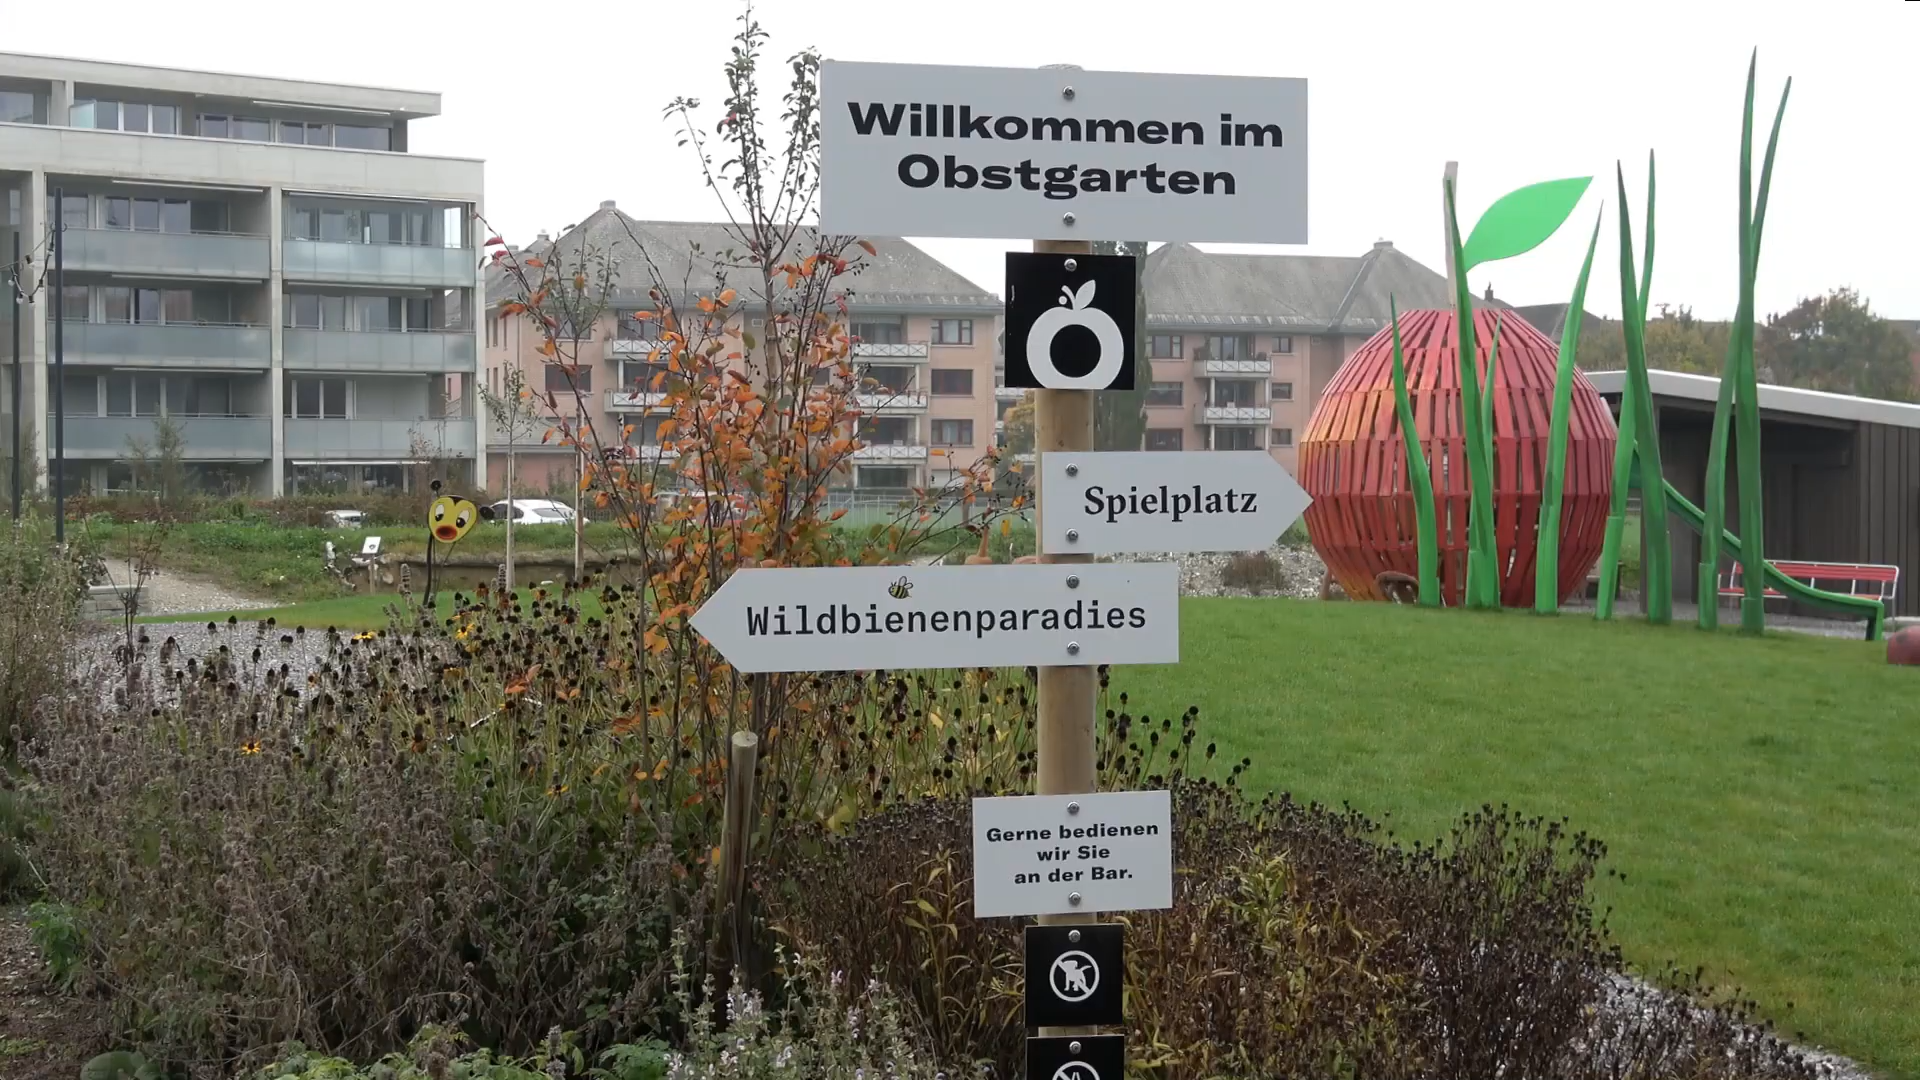 Willkommen im
Obstgarten
Spielplatz
Wildbienenparadies
Gerne bedienen
wir Sie
an der Bar.